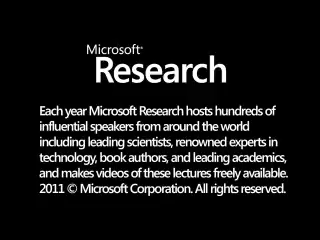 Microsoft®
Research
Each year Microsoft Research hosts hundreds of
influential speakers from around the world
including leading scientists, renowned experts in
technology, book authors, and leading academics,
and makes videos of these lectures freely available.
2011 © Microsoft Corporation. All rights reserved.